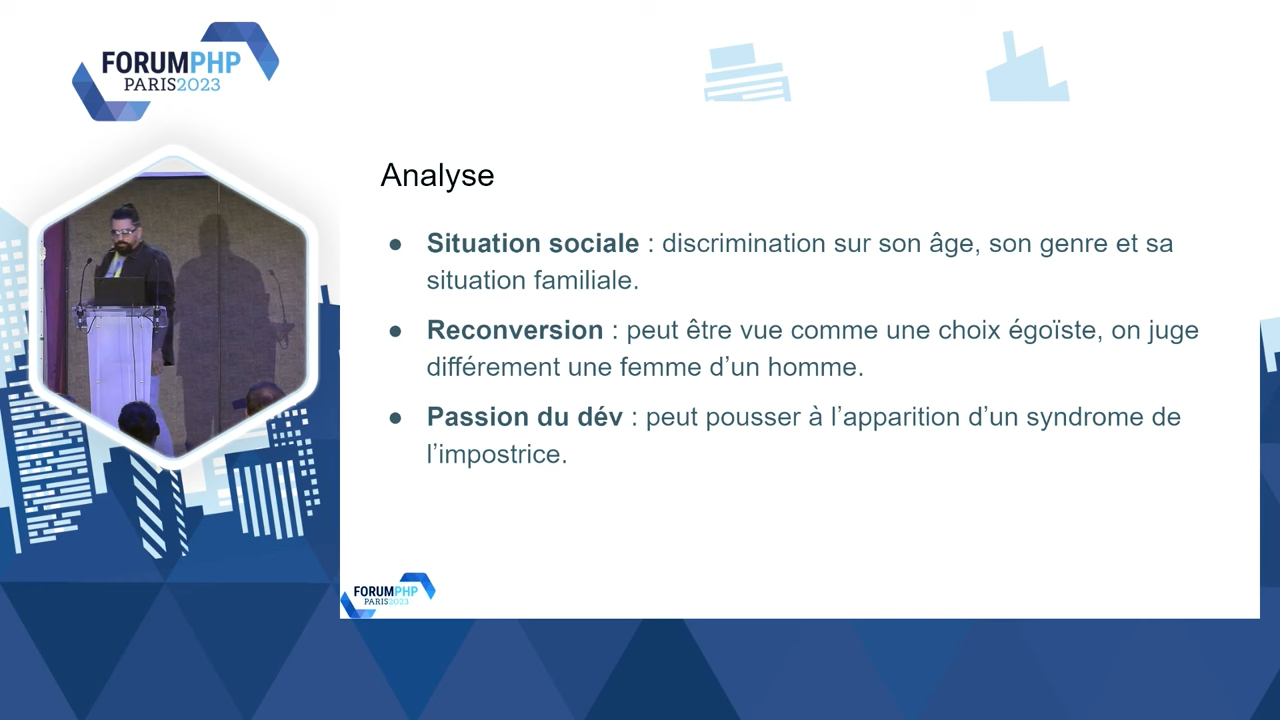 FORUMPHP
PARIS2023
Analyse
● Situation sociale : discrimination sur son âge, son genre et sa
situation familiale.
● Reconversion : peut être vue comme une choix égoïste, on juge
différement une femme d’un homme.
● Passion du dév : peut pousser à l’apparition d’un syndrome de
l’impostrice.
FORUMPHP
PARIS2023